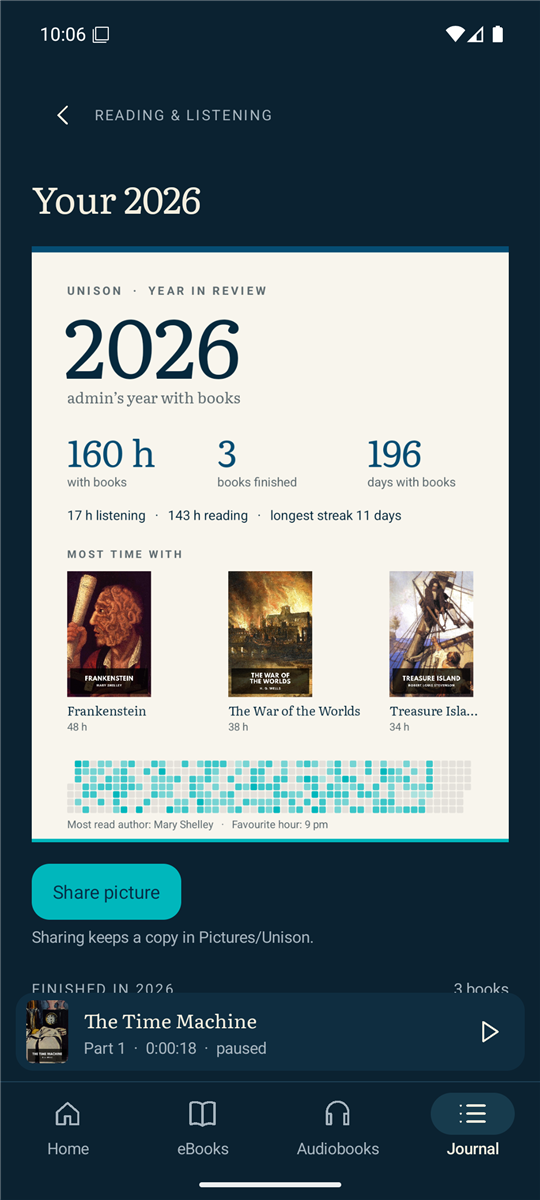 10:06
READING & LISTENING
Your 2026
UNISON · YEAR IN REVIEW
2026
admin's year with books
160 h
with books
3
books finished
196
days with books
17 h listening · 143 h reading · longest streak 11 days
MOST TIME WITH
FRANKENSTEIN
MARY SHELLEY
THE WAR OF
THE WORLDS
H. G. WELLS
TREASURE ISLAND
ROBERT LOUIS STEVENSON
Frankenstein
48 h
The War of the Worlds
38 h
Treasure Isla...
34 h
Most read author: Mary Shelley · Favourite hour: 9 pm
Share picture
Sharing keeps a copy in Pictures/Unison.
FINISHED IN 2026
3 books
THE TIME MACHINE
The Time Machine
Part 1 · 0:00:18 · paused
Home
eBooks
Audiobooks
Journal